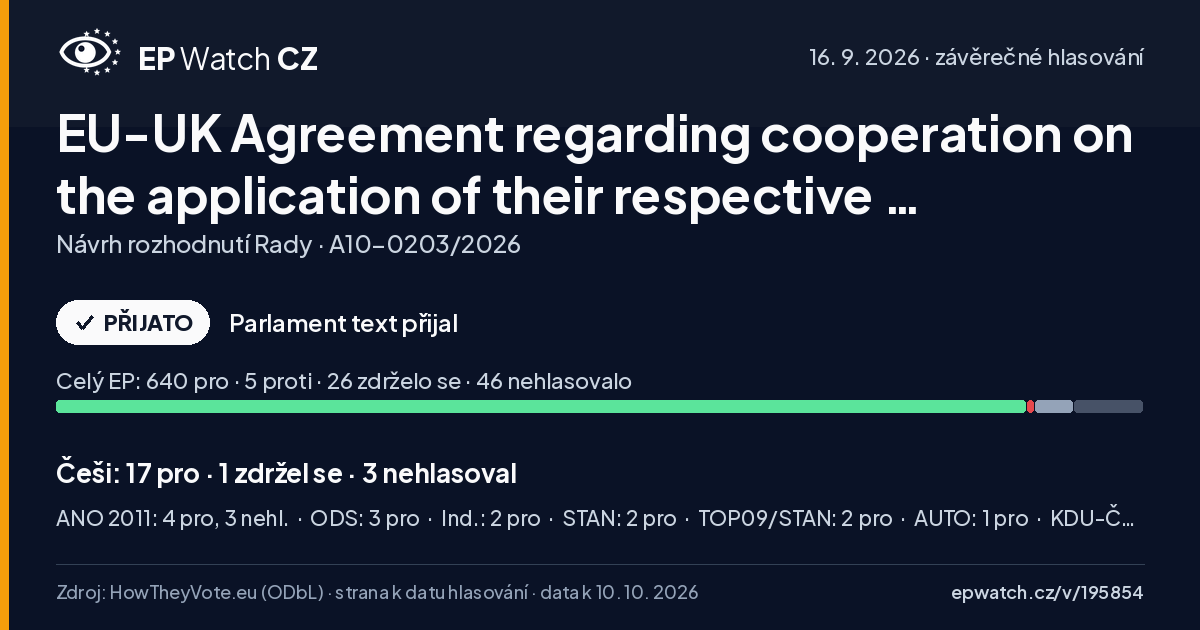 EP Watch CZ
16. 9. 2026 · závěrečné hlasování
EU-UK Agreement regarding cooperation on
the application of their respective …
Návrh rozhodnutí Rady · A10-0203/2026
✓ PŘIJATO
Parlament text přijal
Celý EP: 640 pro · 5 proti · 26 zdrželo se · 46 nehlasovalo
Češi: 17 pro · 1 zdržel se · 3 nehlasoval
ANO 2011: 4 pro, 3 nehl. · ODS: 3 pro · Ind.: 2 pro · STAN: 2 pro · TOP09/STAN: 2 pro · AUTO: 1 pro · KDU-Č…
Zdroj: HowTheyVote.eu (ODbL) · strana k datu hlasování · data k 10. 10. 2026
epwatch.cz/v/195854